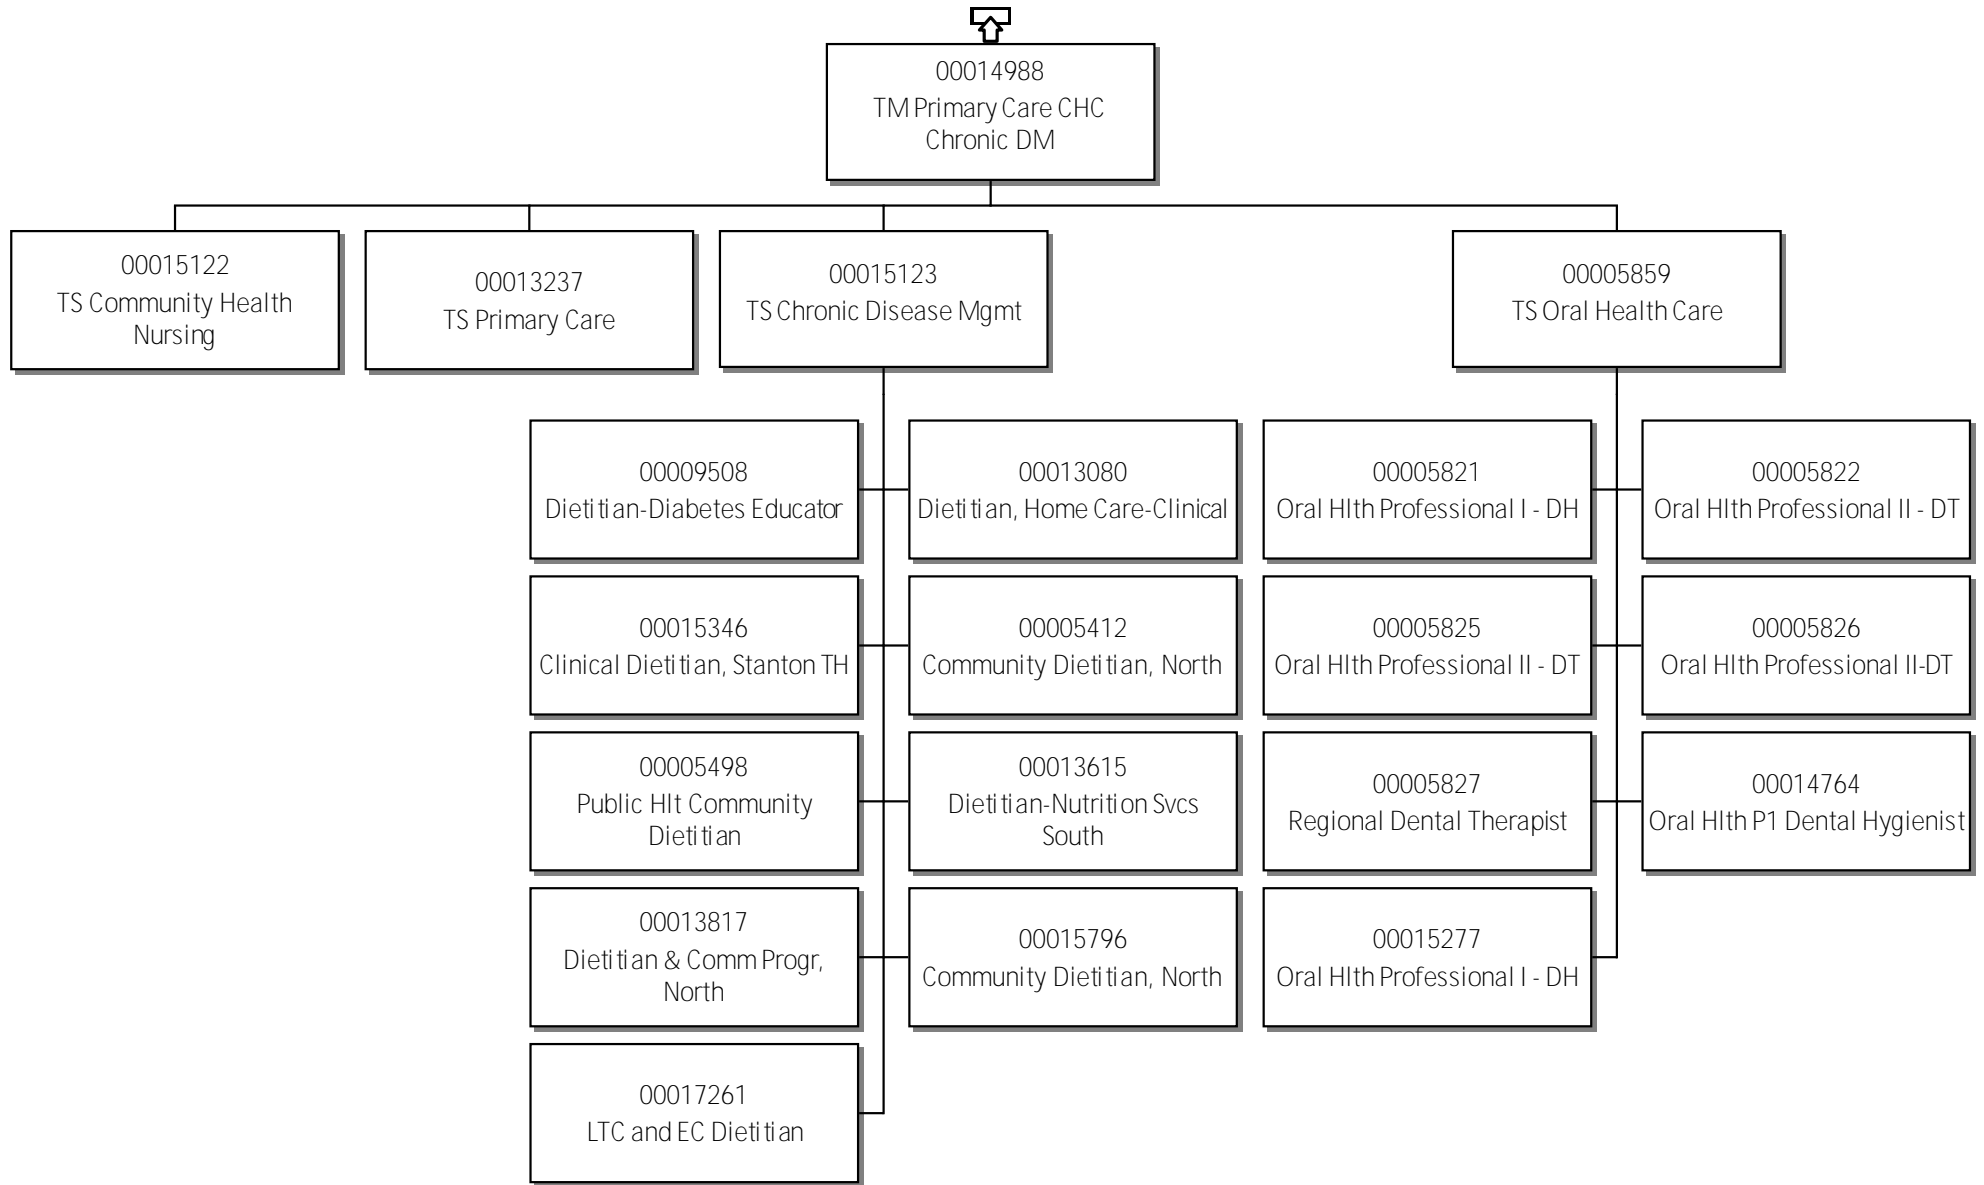 00014988
TM Primary Care CHC
Chronic DM
00015122
TS Community Health
Nursing
00013237
TS Primary Care
00015123
TS Chronic Disease Mgmt
00005859
TS Oral Health Care
00009508
Dietitian-Diabetes Educator
00013080
Dietitian, Home Care-Clinical
00005821
Oral Hlth Professional I - DH
00005822
Oral Hlth Professional II - DT
00015346
Clinical Dietitian, Stanton TH
00005412
Community Dietitian, North
00005825
Oral Hlth Professional II - DT
00005826
Oral Hlth Professional II-DT
00005498
Public Hlt Community
Dietitian
00013615
Dietitian-Nutrition Svcs
South
00005827
Regional Dental Therapist
00014764
Oral Hlth P1 Dental Hygienist
00013817
Dietitian & Comm Progr,
North
00015796
Community Dietitian, North
00015277
Oral Hlth Professional I - DH
00017261
LTC and EC Dietitian